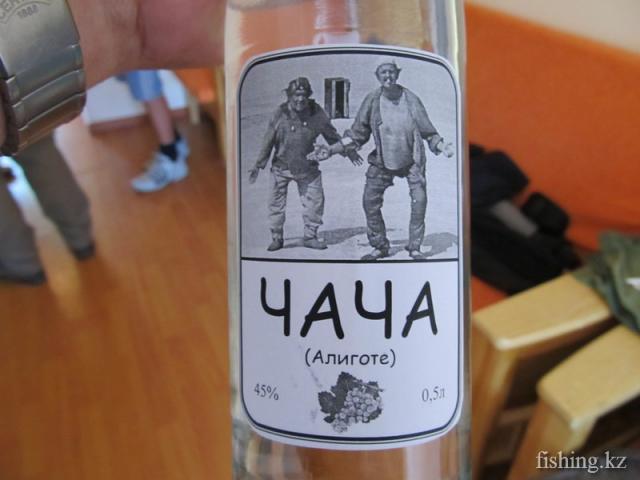 ЧАЧА
(Алиготе)
45%
0,5л
fishing.kz